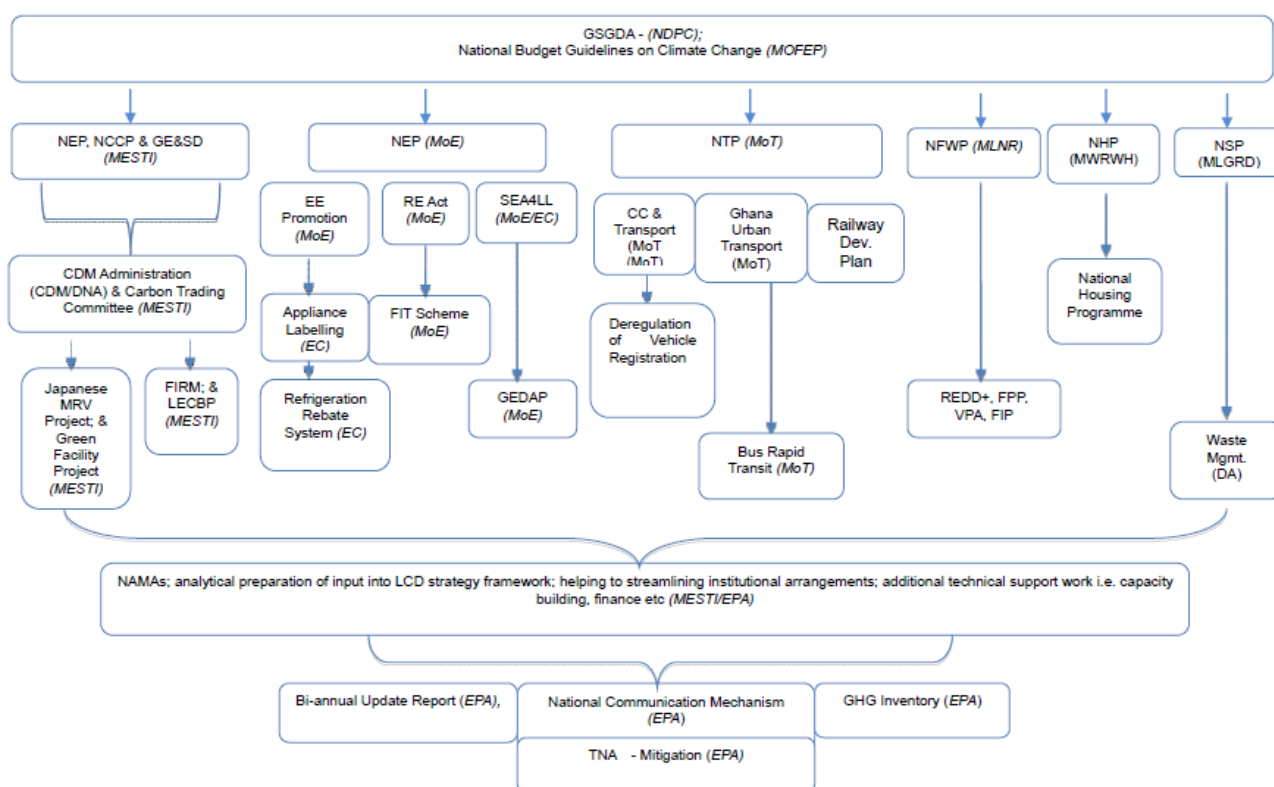 GSGDA - (NDPC);
National Budget Guidelines on Climate Change (MOFEP)
NEP, NCCP & GE&SD
(MESTI)
NEP (MoE)
NTP (MoT)
NFWP (MLNR)
NHP
(MWRWH)
NSP
(MLGRD)
EE
Promotion
(MoE)
RE Act
(MoE)
SEA4LL
(MoE/EC)
CC &
Transport
(MoT
(MoT)
Ghana
Urban
Transport
(MoT)
Railway
Dev.
Plan
CDM Administration
(CDM/DNA) & Carbon Trading
Committee (MESTI)
Appliance
Labelling
(EC)
FIT Scheme
(MoE)
Deregulation
of Vehicle
Registration
National
Housing
Programme
Japanese
MRV
Project; &
Green
Facility
Project
(MESTI)
FIRM; &
LECBP
(MESTI)
Refrigeration
Rebate
System (EC)
GEDAP
(MoE)
REDD+, FPP,
VPA, FIP
Bus Rapid
Transit (MoT)
Waste
Mgmt.
(DA)
NAMAs; analytical preparation of input into LCD strategy framework; helping to streamlining institutional arrangements; additional technical support work i.e. capacity
building, finance etc (MESTI/EPA)
Bi-annual Update Report (EPA),
National Communication Mechanism
(EPA)
GHG Inventory (EPA)
TNA - Mitigation (EPA)